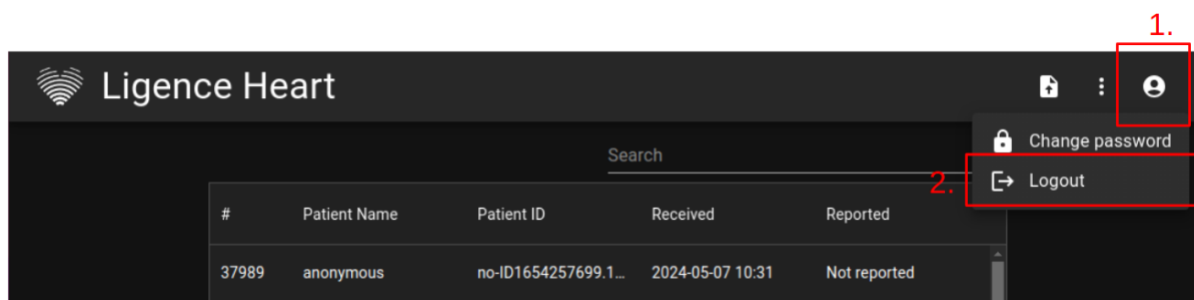 1.
Ligence Heart
Search
Change password
2.
Logout
# Patient Name Patient ID Received Reported
37989 anonymous no-ID1654257699.1... 2024-05-07 10:31 Not reported